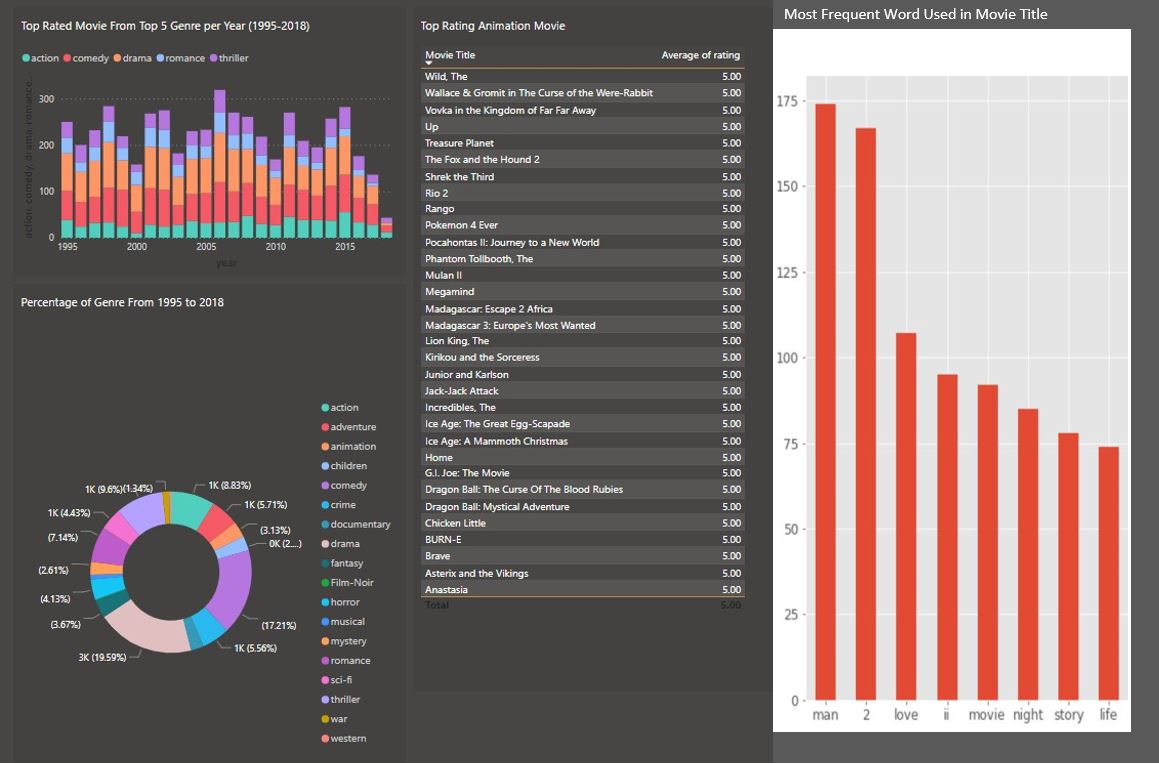 Top Rated Movie From Top 5 Genre per Year (1995-2018)
action comedy drama romance thriller
action, comedy, drama, romance...
300
200
100
0
1995 2000 2005 2010 2015
year
Percentage of Genre From 1995 to 2018
1K (8.83%)
1K (5.71%)
(3.13%)
0K (2....)
(17.21%)
1K (5.56%)
3K (19.59%)
(3.67%)
(4.13%)
(2.61%)
(7.14%)
1K (4.43%)
1K (9.6%)
(1.34%)
action
adventure
animation
children
comedy
crime
documentary
drama
fantasy
Film-Noir
horror
musical
mystery
romance
sci-fi
thriller
war
western
Top Rating Animation Movie
Movie Title Average of rating
Wild, The 5.00
Wallace & Gromit in The Curse of the Were-Rabbit 5.00
Vovka in the Kingdom of Far Far Away 5.00
Up 5.00
Treasure Planet 5.00
The Fox and the Hound 2 5.00
Shrek the Third 5.00
Rio 2 5.00
Rango 5.00
Pokemon 4 Ever 5.00
Pocahontas II: Journey to a New World 5.00
Phantom Tollbooth, The 5.00
Mulan II 5.00
Megamind 5.00
Madagascar: Escape 2 Africa 5.00
Madagascar 3: Europe's Most Wanted 5.00
Lion King, The 5.00
Kirikou and the Sorceress 5.00
Junior and Karlson 5.00
Jack-Jack Attack 5.00
Incredibles, The 5.00
Ice Age: The Great Egg-Scapade 5.00
Ice Age: A Mammoth Christmas 5.00
Home 5.00
G.I. Joe: The Movie 5.00
Dragon Ball: The Curse Of The Blood Rubies 5.00
Dragon Ball: Mystical Adventure 5.00
Chicken Little 5.00
BURN-E 5.00
Brave 5.00
Asterix and the Vikings 5.00
Anastasia 5.00
Total 5.00
Most Frequent Word Used in Movie Title
175
150
125
100
75
50
25
0
man 2 love ii movie night story life